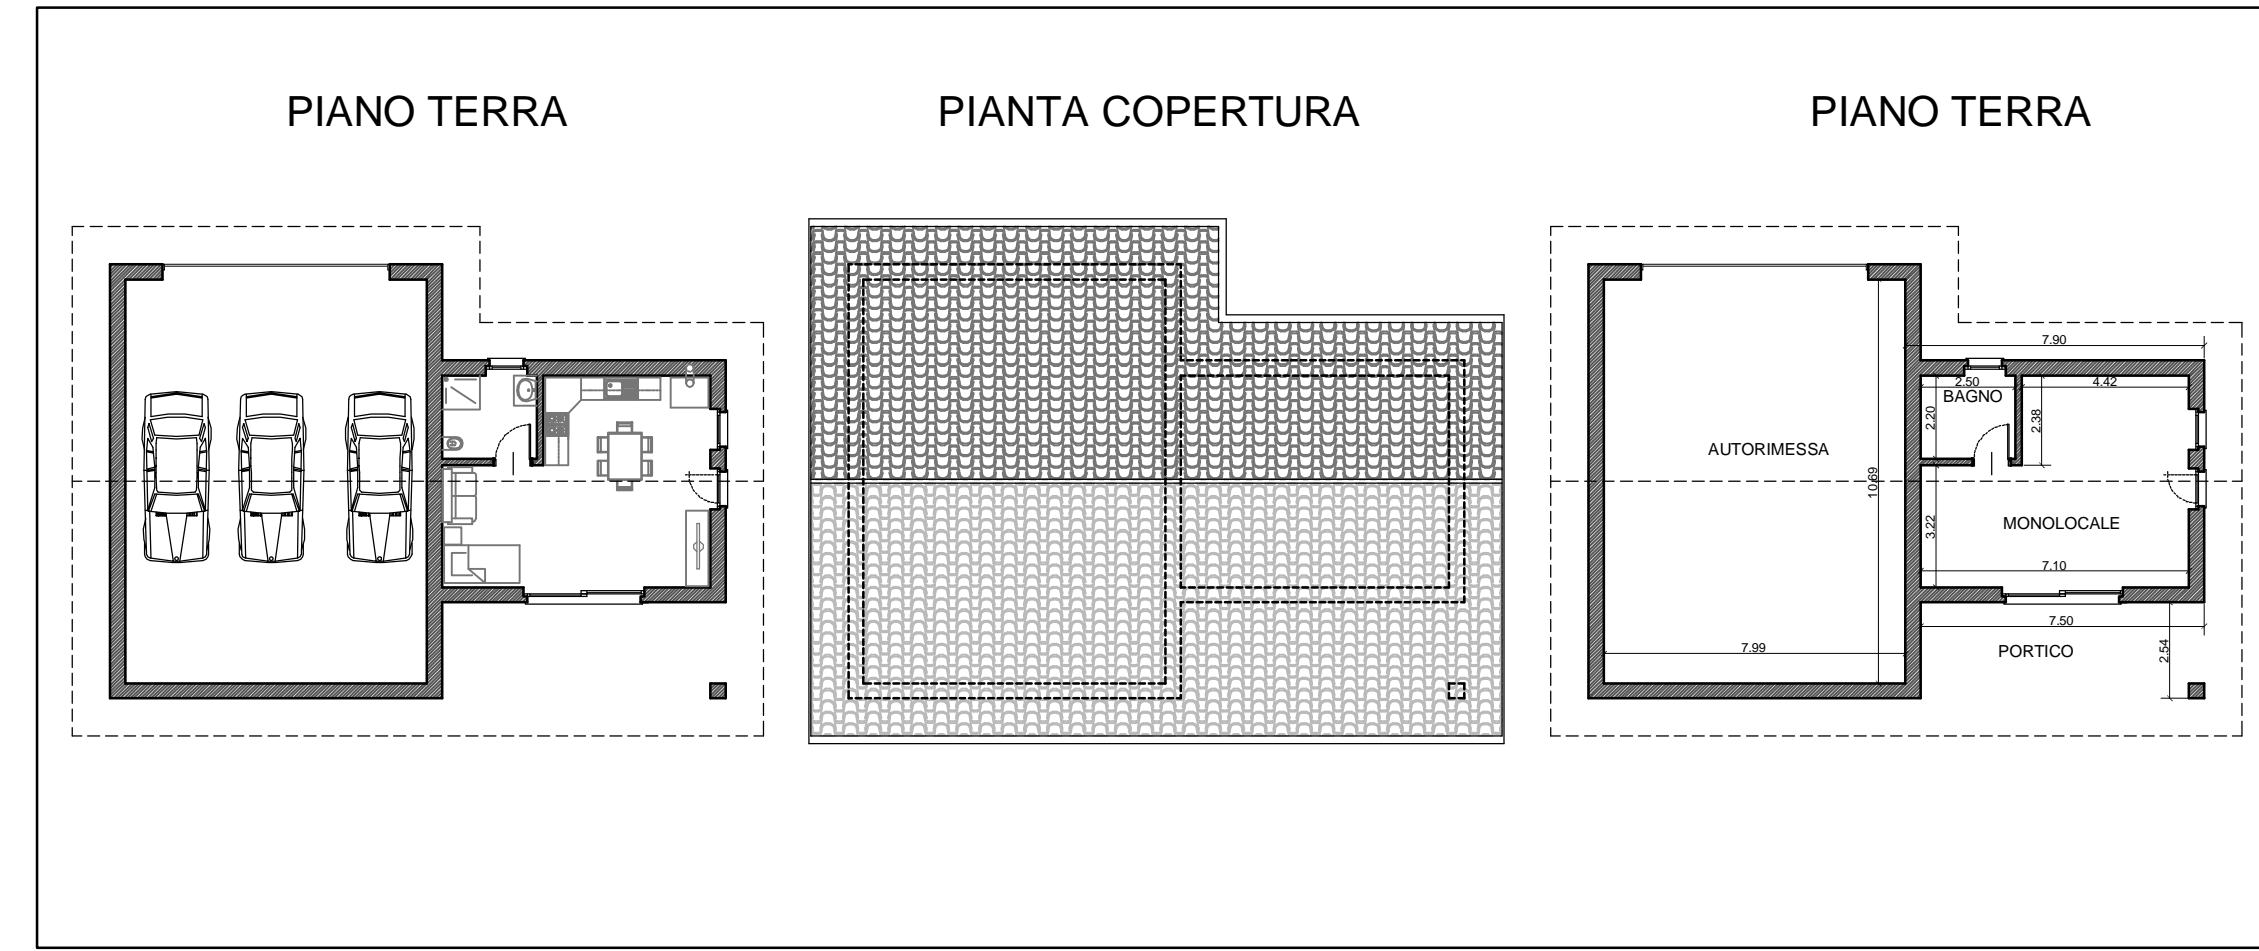 PIANO TERRA
PIANTA COPERTURA
PIANO TERRA
7.90
2.50
4.42
BAGNO
2.20
2.38
AUTORIMESSA
10.69
3.22
MONOLOCALE
7.10
7.50
7.99
PORTICO
2.54